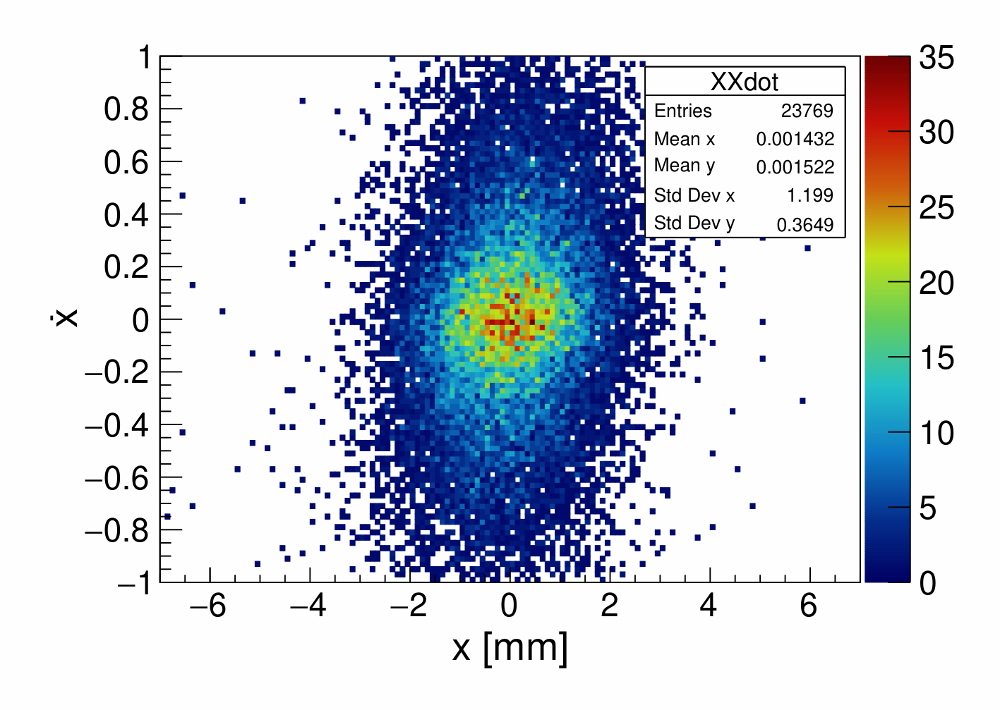 XXdot
Entries 23769
Mean x 0.001432
Mean y 0.001522
Std Dev x 1.199
Std Dev y 0.3649
1
0.8
0.6
0.4
0.2
0
−0.2
−0.4
−0.6
−0.8
−1
ẋ
−6 −4 −2 0 2 4 6
x [mm]
35
30
25
20
15
10
5
0